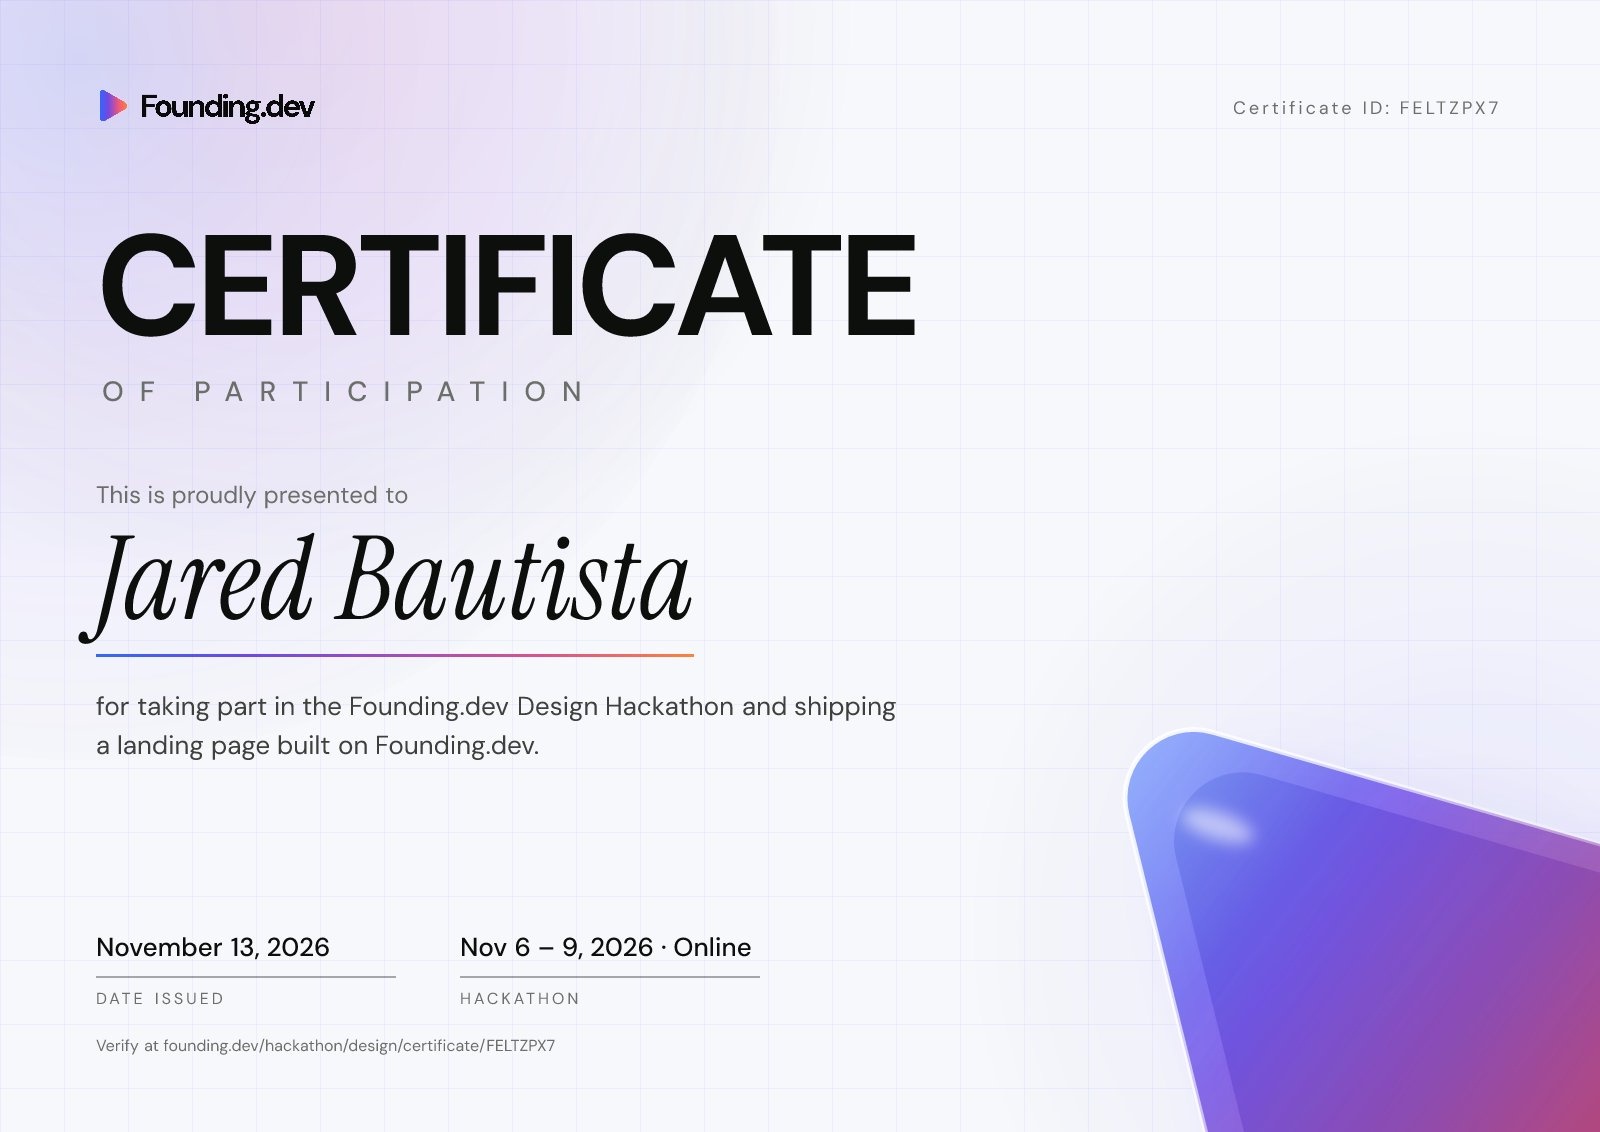 Founding.dev
Certificate ID: FELTZPX7
CERTIFICATE
OF PARTICIPATION
This is proudly presented to
Jared Bautista
for taking part in the Founding.dev Design Hackathon and shipping
a landing page built on Founding.dev.
November 13, 2026
DATE ISSUED
Nov 6 – 9, 2026 · Online
HACKATHON
Verify at founding.dev/hackathon/design/certificate/FELTZPX7